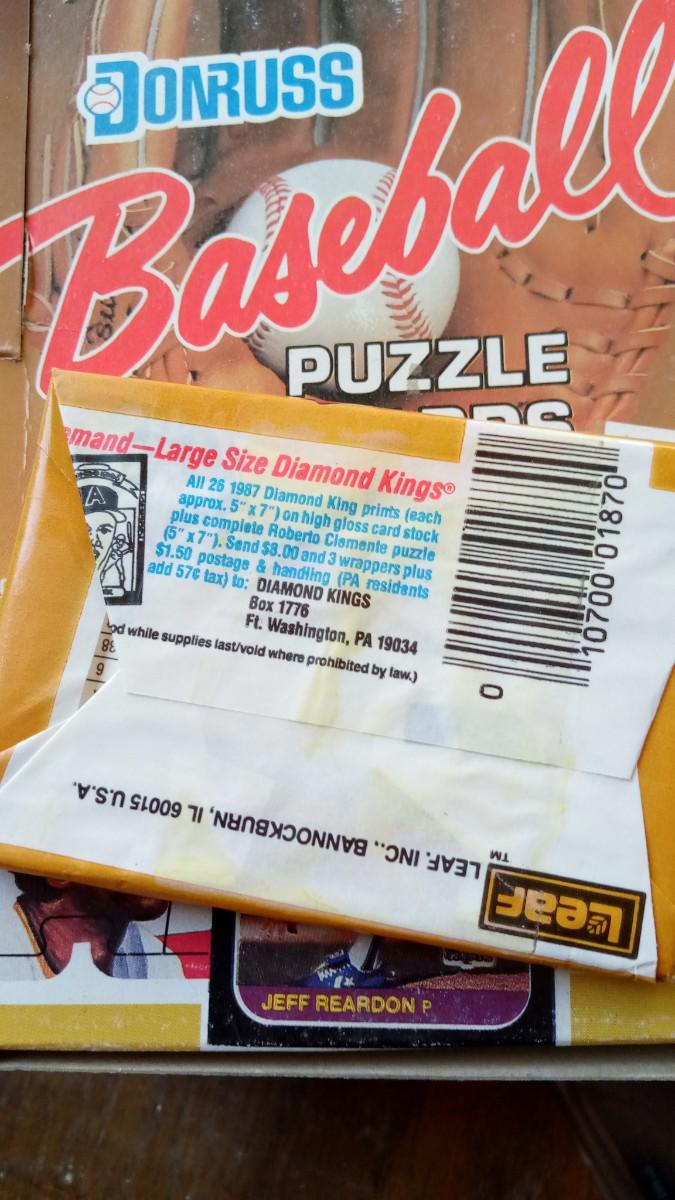 DONRUSS
Baseball
PUZZLE
emand—Large Size Diamond Kings®
All 26 1987 Diamond King prints (each
approx. 5" x 7") on high gloss card stock
plus complete Roberto Clemente puzzle
(5" x 7"). Send $8.00 and 3 wrappers plus
$1.50 postage & handling (PA residents
add 57¢ tax) to: DIAMOND KINGS
Box 1776
Ft. Washington, PA 19034
od while supplies last/void where prohibited by law.)
A
0 10700 01870
LEAF, INC., BANNOCKBURN, IL 60015 U.S.A.
Leaf TM
JEFF REARDON P